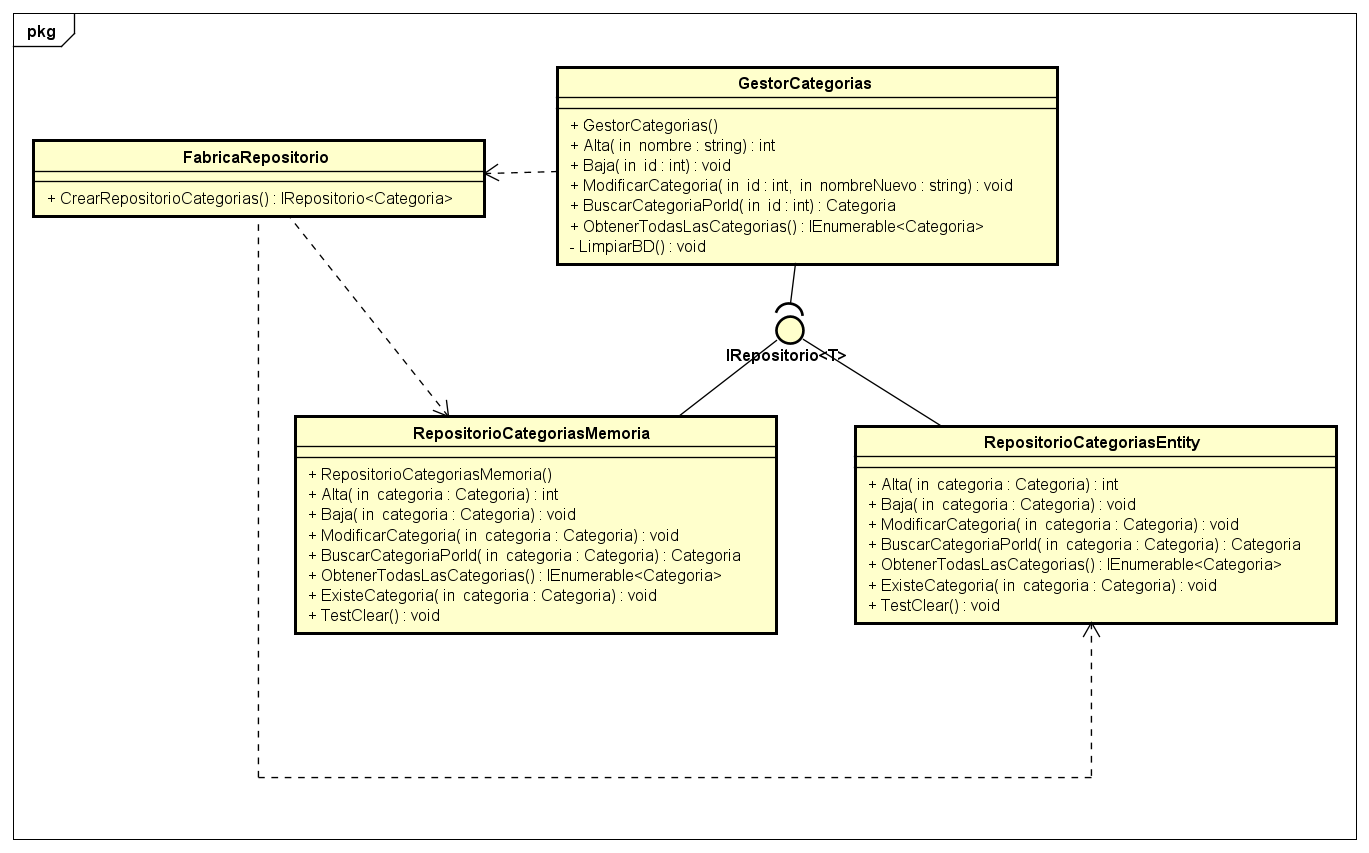 pkg
GestorCategorias
+ GestorCategorias()
+ Alta( in nombre : string) : int
+ Baja( in id : int) : void
+ ModificarCategoria( in id : int, in nombreNuevo : string) : void
+ BuscarCategoriaPorId( in id : int) : Categoria
+ ObtenerTodasLasCategorias() : IEnumerable<Categoria>
- LimpiarBD() : void
FabricaRepositorio
+ CrearRepositorioCategorias() : IRepositorio<Categoria>
IRepositorio<T>
RepositorioCategoriasMemoria
+ RepositorioCategoriasMemoria()
+ Alta( in categoria : Categoria) : int
+ Baja( in categoria : Categoria) : void
+ ModificarCategoria( in categoria : Categoria) : void
+ BuscarCategoriaPorId( in categoria : Categoria) : Categoria
+ ObtenerTodasLasCategorias() : IEnumerable<Categoria>
+ ExisteCategoria( in categoria : Categoria) : void
+ TestClear() : void
RepositorioCategoriasEntity
+ Alta( in categoria : Categoria) : int
+ Baja( in categoria : Categoria) : void
+ ModificarCategoria( in categoria : Categoria) : void
+ BuscarCategoriaPorId( in categoria : Categoria) : Categoria
+ ObtenerTodasLasCategorias() : IEnumerable<Categoria>
+ ExisteCategoria( in categoria : Categoria) : void
+ TestClear() : void